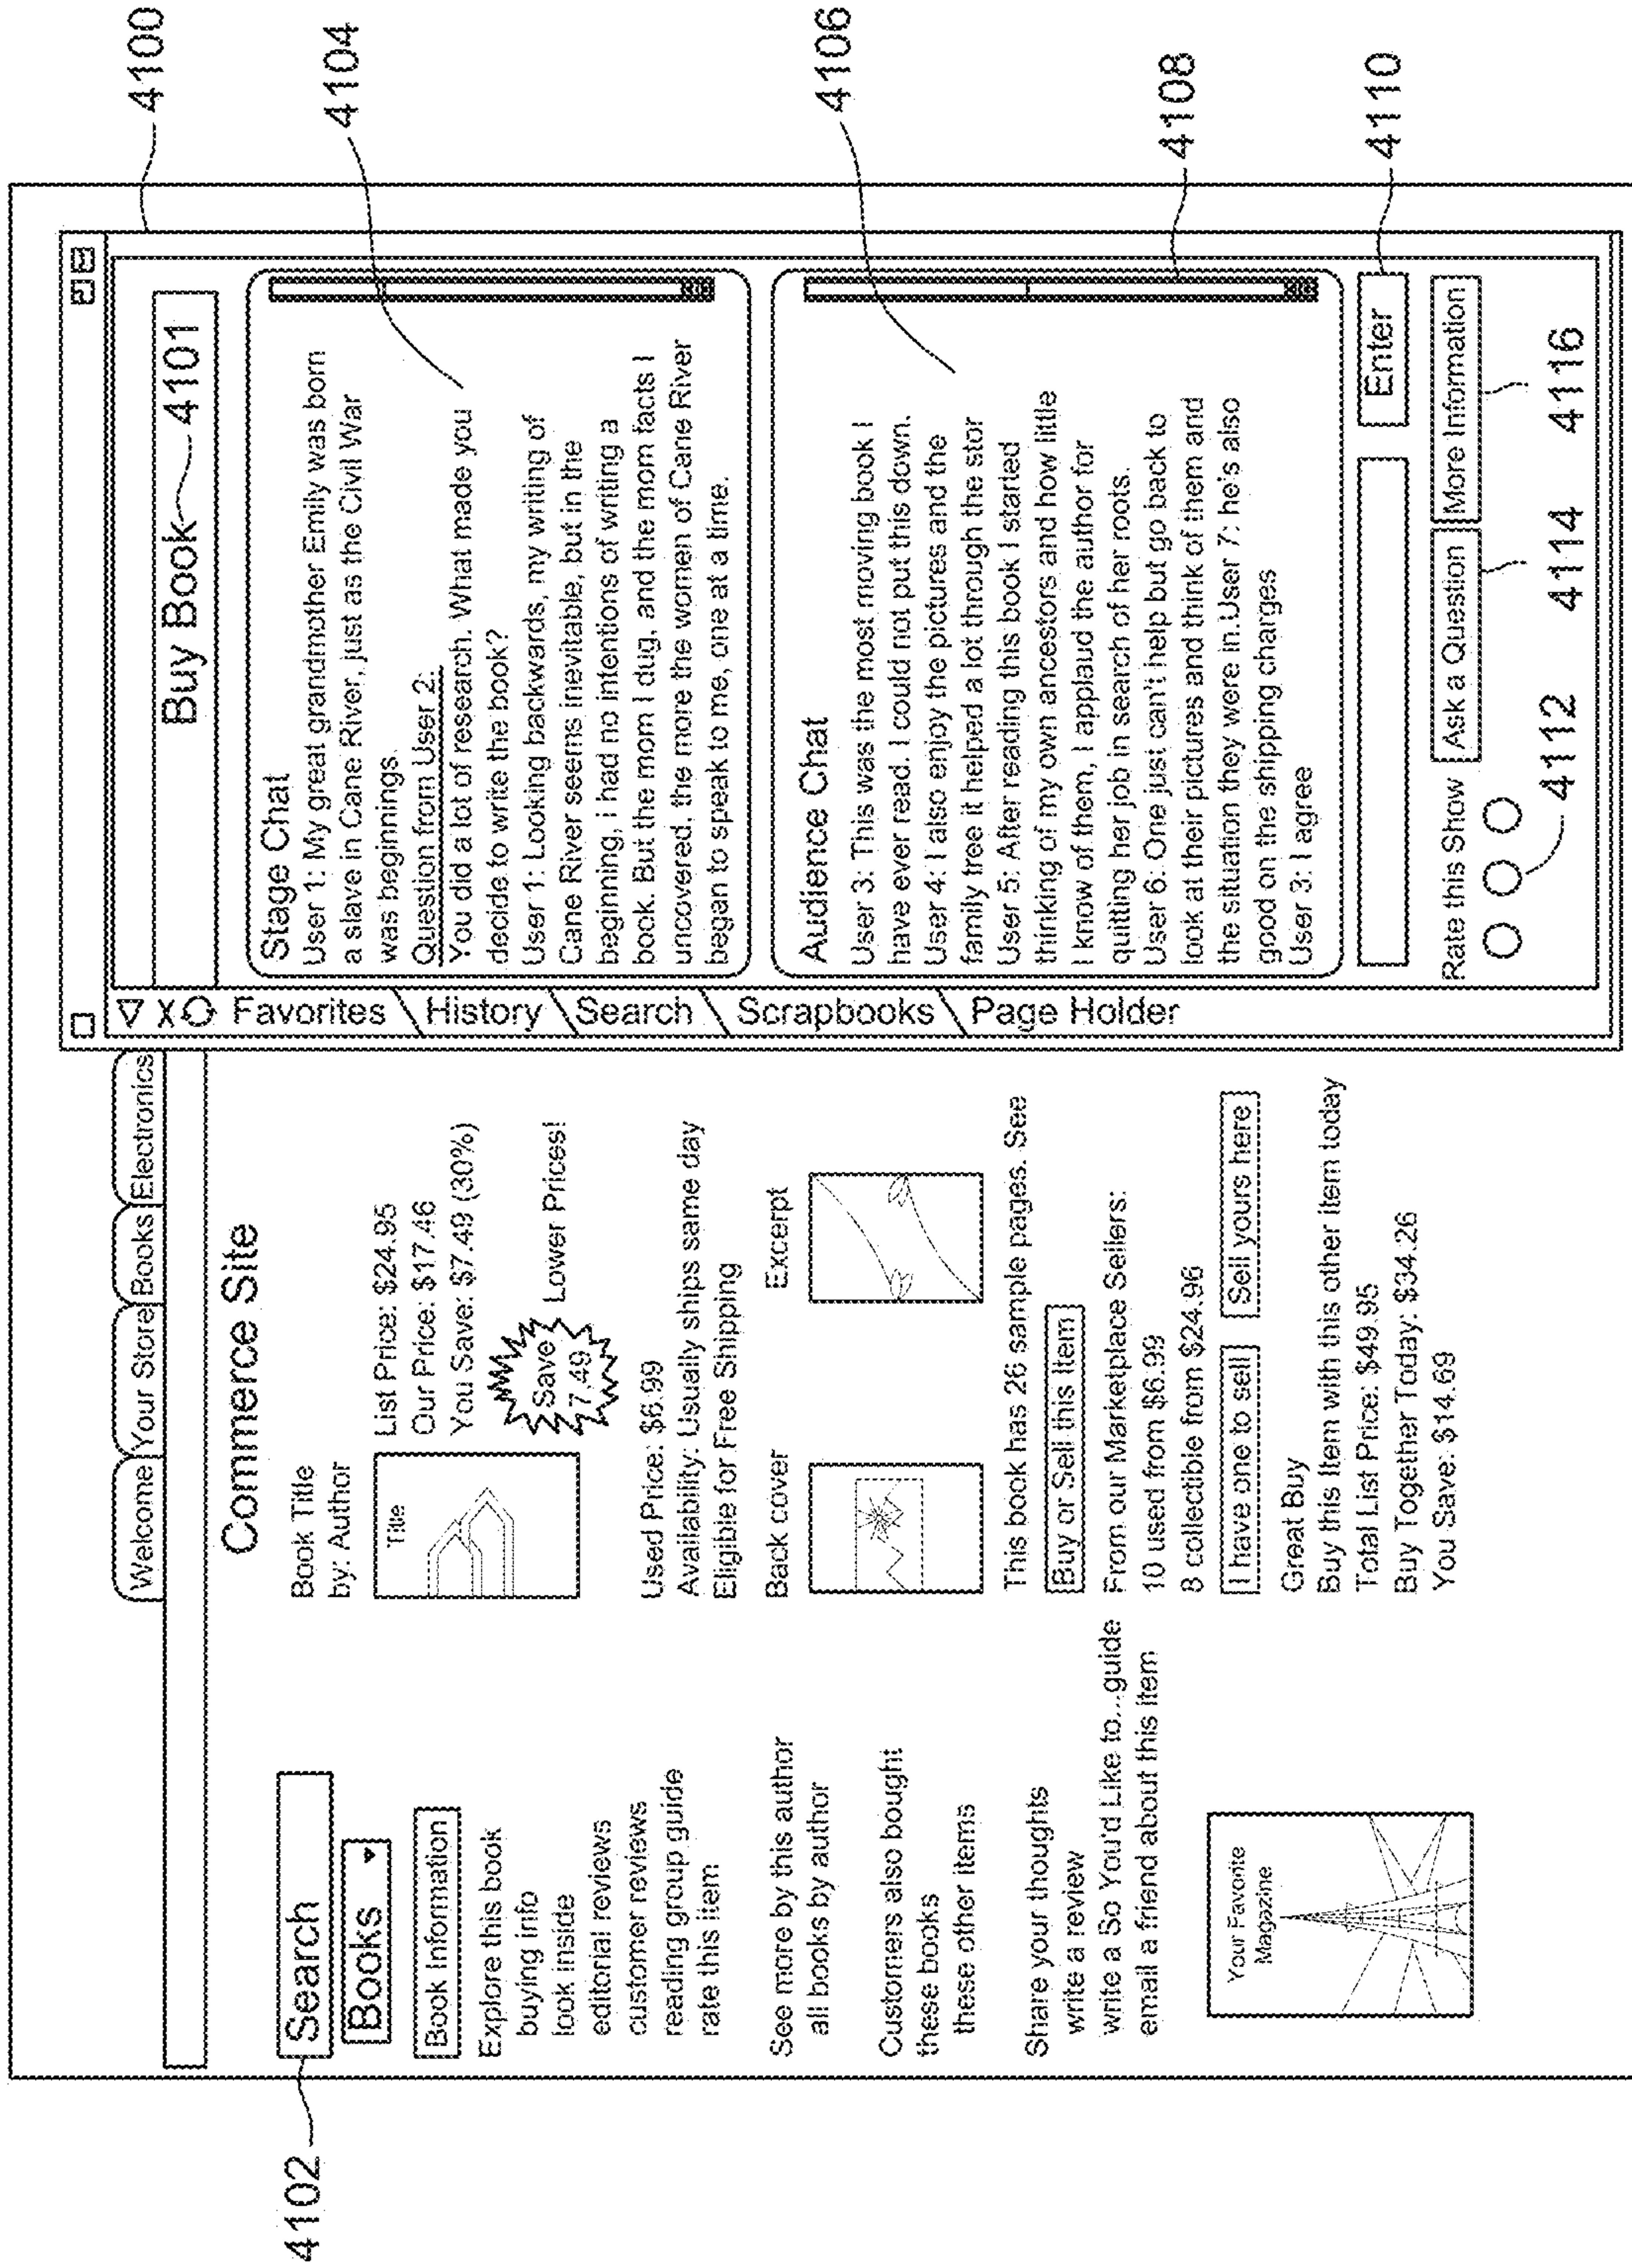 4102
Welcome
Your Store
Books
Electronics
Commerce Site
Search
Books
Book Information
Explore this book
buying info
look inside
editorial reviews
customer reviews
reading group guide
rate this item
See more by this author
all books by author
Customers also bought
these books
these other items
Share your thoughts
write a review
write a So You'd Like to...guide
email a friend about this item
Your Favorite
Magazine
Book Title
by: Author
Title
List Price: $24.95
Our Price: $17.46
You Save: $7.49 (30%)
Save
7.49
Lower Prices!
Used Price: $6.99
Availability: Usually ships same day
Eligible for Free Shipping
Back cover
Excerpt
This book has 26 sample pages. See
Buy or Sell this Item
From our Marketplace Sellers:
10 used from $6.99
8 collectible from $24.96
I have one to sell
Sell yours here
Great Buy
Buy this Item with this other item today
Total List Price: $49.95
Buy Together Today: $34.26
You Save: $14.69
X
Favorites
History
Search
Scrapbooks
Page Holder
Buy Book 4101
Stage Chat
User 1: My great grandmother Emily was born
a slave in Cane River, just as the Civil War
was beginnings.
Question from User 2:
You did a lot of research. What made you
decide to write the book?
User 1: Looking backwards, my writing of
Cane River seems inevitable, but in the
beginning, i had no intentions of writing a
book. But the mom I dug, and the mom facts I
uncovered, the more the women of Cane River
began to speak to me, one at a time.
Audience Chat
User 3: This was the most moving book I
have ever read. I could not put this down.
User 4: I also enjoy the pictures and the
family tree it helped a lot through the stor
User 5: After reading this book I started
thinking of my own ancestors and how little
I know of them, I applaud the author for
quitting her job in search of her roots.
User 6: One just can't help but go back to
look at their pictures and think of them and
the situation they were in.User 7: he's also
good on the shipping charges
User 3: I agree
Enter
Rate this Show
Ask a Question
More Information
4112
4114
4116
4100
4104
4106
4108
4110